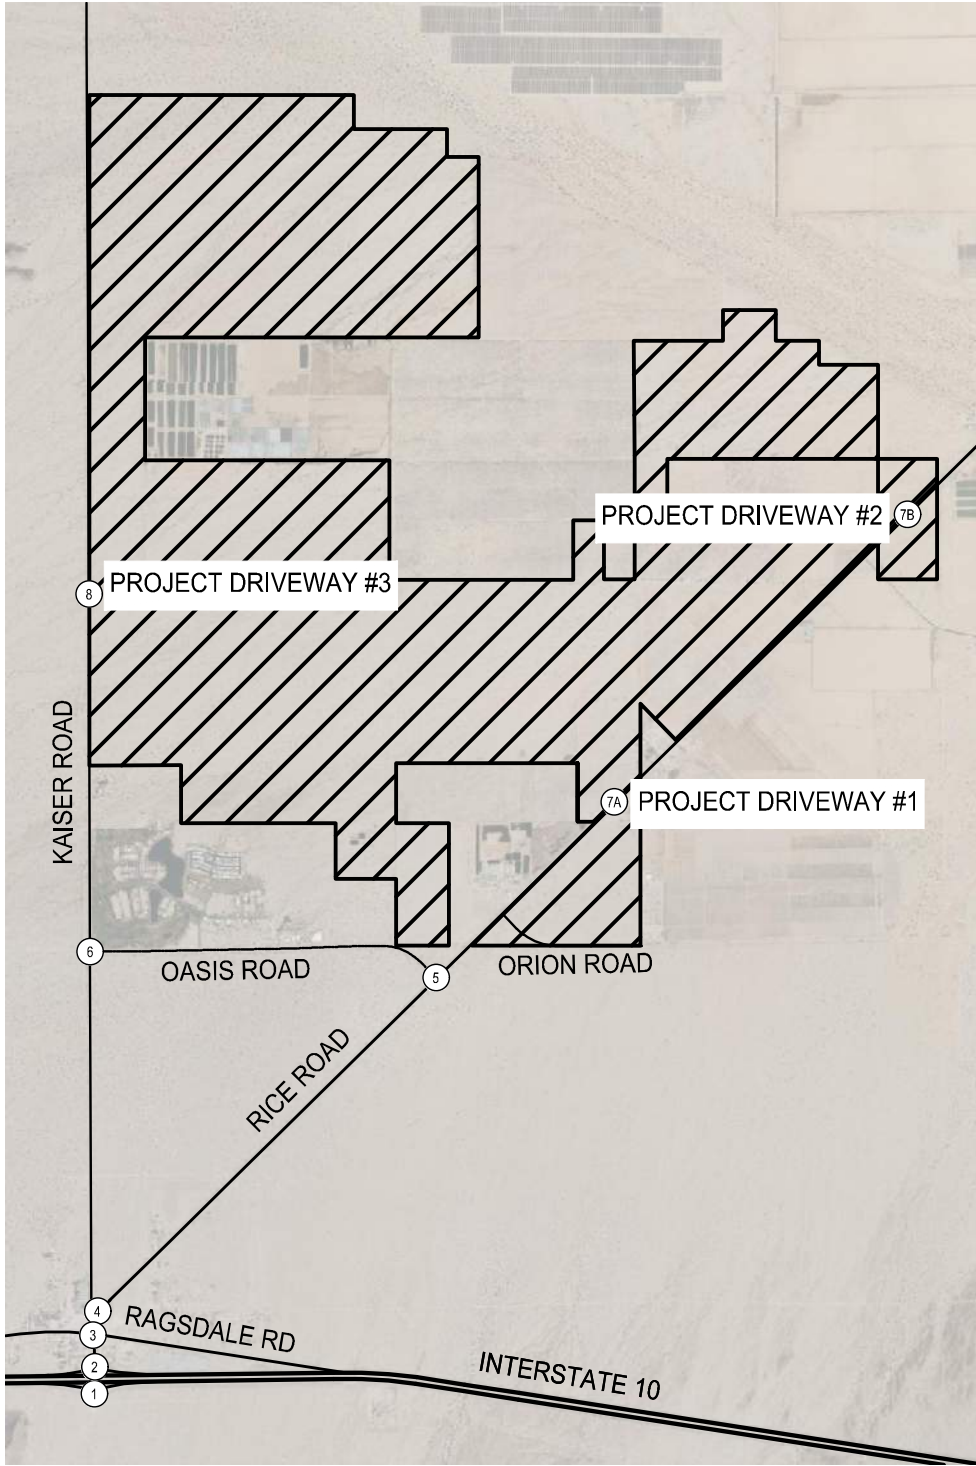 PROJECT DRIVEWAY #2
7B
PROJECT DRIVEWAY #3
8
KAISER ROAD
7A
PROJECT DRIVEWAY #1
6
OASIS ROAD
5
ORION ROAD
RICE ROAD
4
RAGSDALE RD
3
2
INTERSTATE 10
1